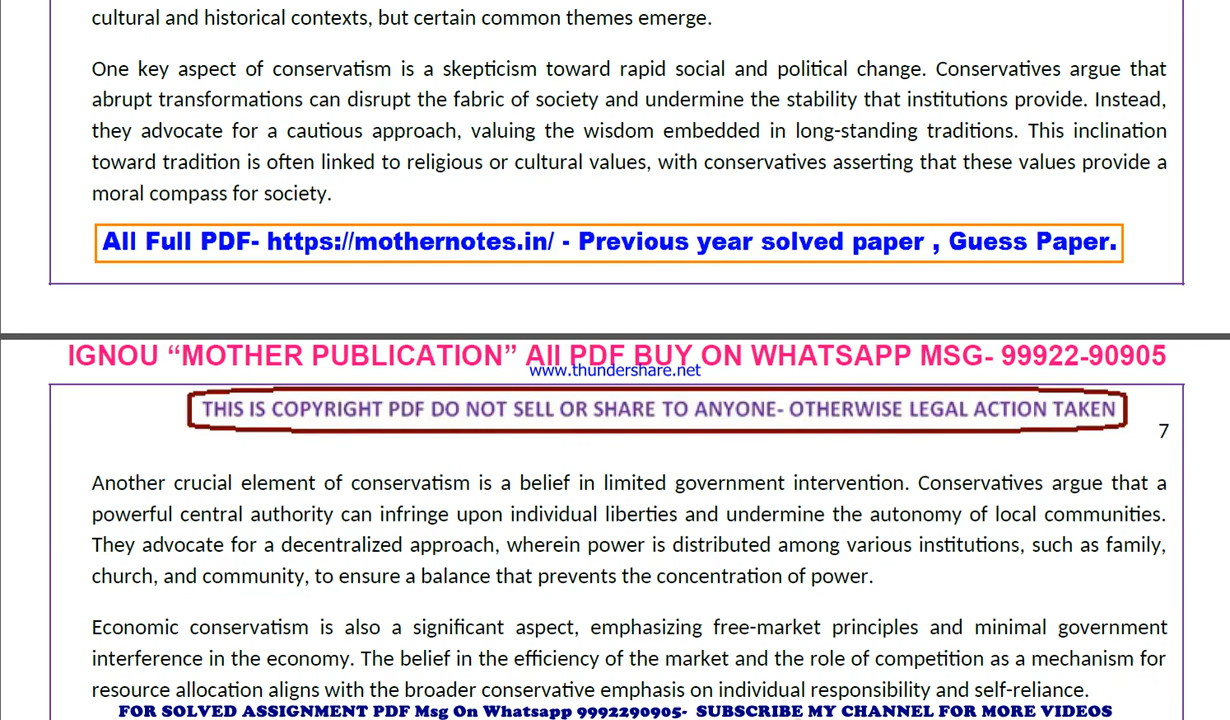 cultural and historical contexts, but certain common themes emerge.
One key aspect of conservatism is a skepticism toward rapid social and political change. Conservatives argue that
abrupt transformations can disrupt the fabric of society and undermine the stability that institutions provide. Instead,
they advocate for a cautious approach, valuing the wisdom embedded in long-standing traditions. This inclination
toward tradition is often linked to religious or cultural values, with conservatives asserting that these values provide a
moral compass for society.
All Full PDF- https://mothernotes.in/ - Previous year solved paper , Guess Paper.
IGNOU “MOTHER PUBLICATION” All PDF BUY ON WHATSAPP MSG- 99922-90905
www.thundershare.net
THIS IS COPYRIGHT PDF DO NOT SELL OR SHARE TO ANYONE- OTHERWISE LEGAL ACTION TAKEN
7
Another crucial element of conservatism is a belief in limited government intervention. Conservatives argue that a
powerful central authority can infringe upon individual liberties and undermine the autonomy of local communities.
They advocate for a decentralized approach, wherein power is distributed among various institutions, such as family,
church, and community, to ensure a balance that prevents the concentration of power.
Economic conservatism is also a significant aspect, emphasizing free-market principles and minimal government
interference in the economy. The belief in the efficiency of the market and the role of competition as a mechanism for
resource allocation aligns with the broader conservative emphasis on individual responsibility and self-reliance.
FOR SOLVED ASSIGNMENT PDF Msg On Whatsapp 9992290905- SUBSCRIBE MY CHANNEL FOR MORE VIDEOS